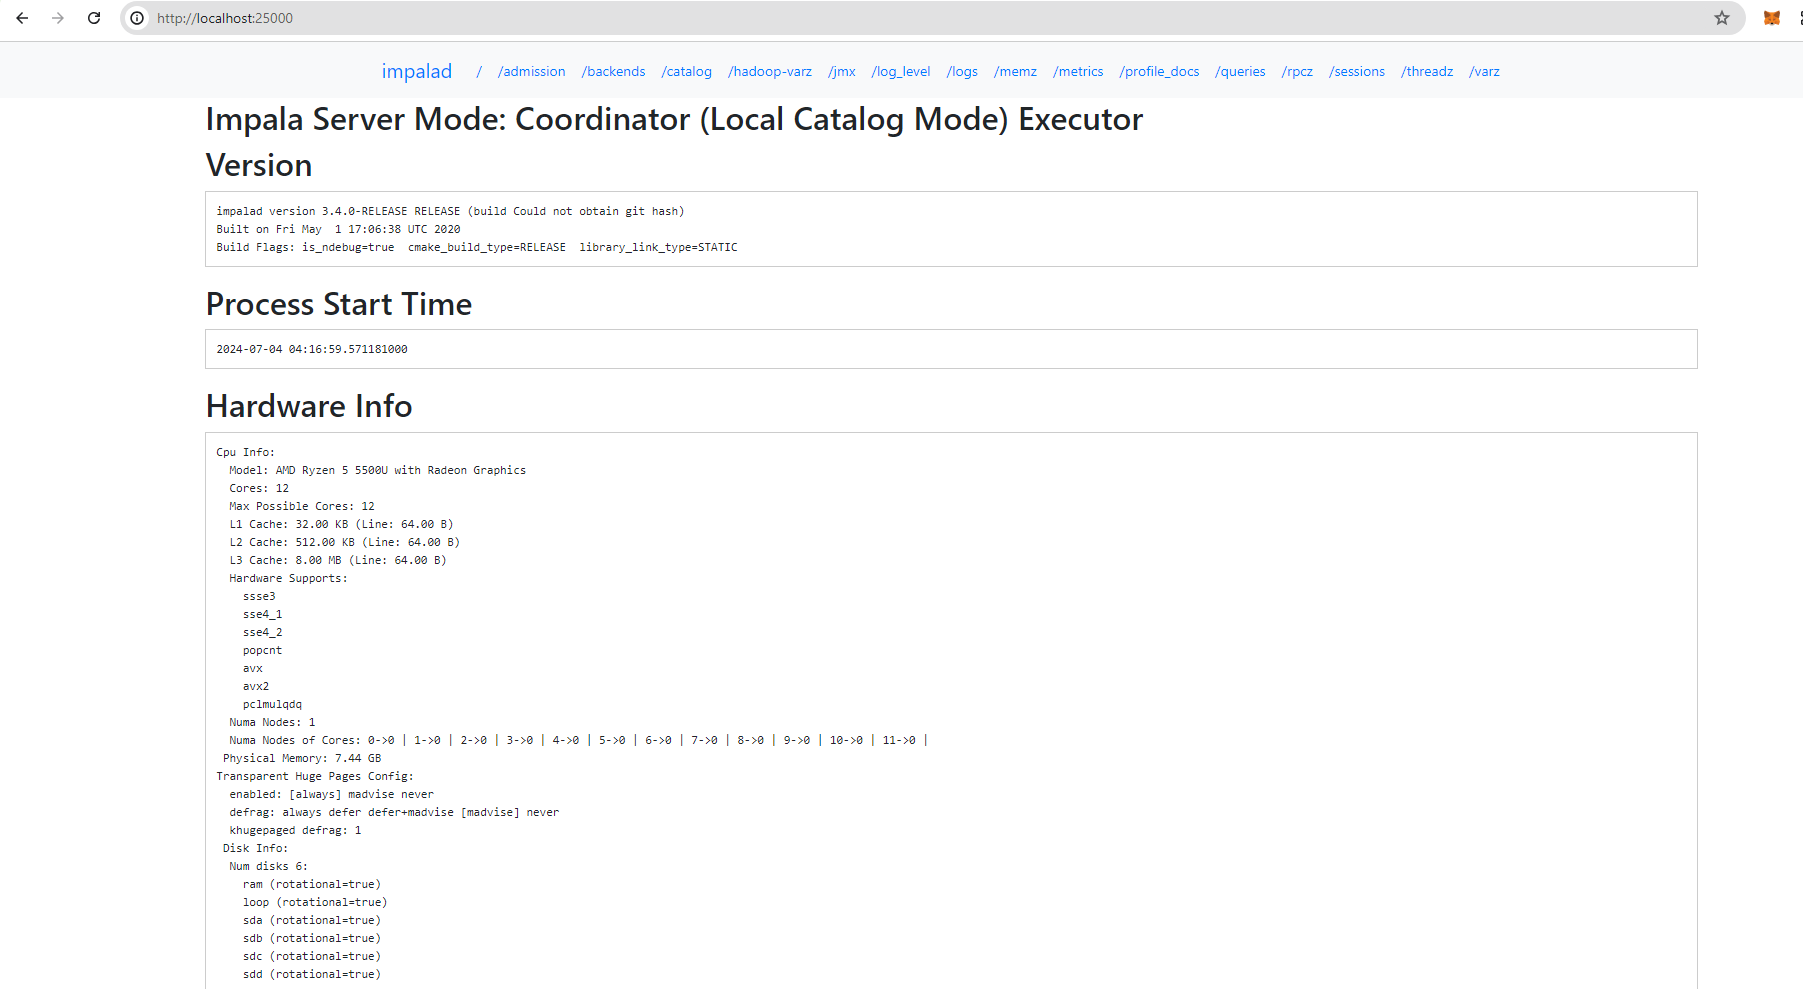 http://localhost:25000
impalad / /admission /backends /catalog /hadoop-varz /jmx /log_level /logs /memz /metrics /profile_docs /queries /rpcz /sessions /threadz /varz
Impala Server Mode: Coordinator (Local Catalog Mode) Executor
Version
impalad version 3.4.0-RELEASE RELEASE (build Could not obtain git hash)
Built on Fri May  1 17:06:38 UTC 2020
Build Flags: is_ndebug=true  cmake_build_type=RELEASE  library_link_type=STATIC
Process Start Time
2024-07-04 04:16:59.571181000
Hardware Info
Cpu Info:
Model: AMD Ryzen 5 5500U with Radeon Graphics
Cores: 12
Max Possible Cores: 12
L1 Cache: 32.00 KB (Line: 64.00 B)
L2 Cache: 512.00 KB (Line: 64.00 B)
L3 Cache: 8.00 MB (Line: 64.00 B)
Hardware Supports:
ssse3
sse4_1
sse4_2
popcnt
avx
avx2
pclmulqdq
Numa Nodes: 1
Numa Nodes of Cores: 0->0 | 1->0 | 2->0 | 3->0 | 4->0 | 5->0 | 6->0 | 7->0 | 8->0 | 9->0 | 10->0 | 11->0 |
Physical Memory: 7.44 GB
Transparent Huge Pages Config:
enabled: [always] madvise never
defrag: always defer defer+madvise [madvise] never
khugepaged defrag: 1
Disk Info:
Num disks 6:
ram (rotational=true)
loop (rotational=true)
sda (rotational=true)
sdb (rotational=true)
sdc (rotational=true)
sdd (rotational=true)